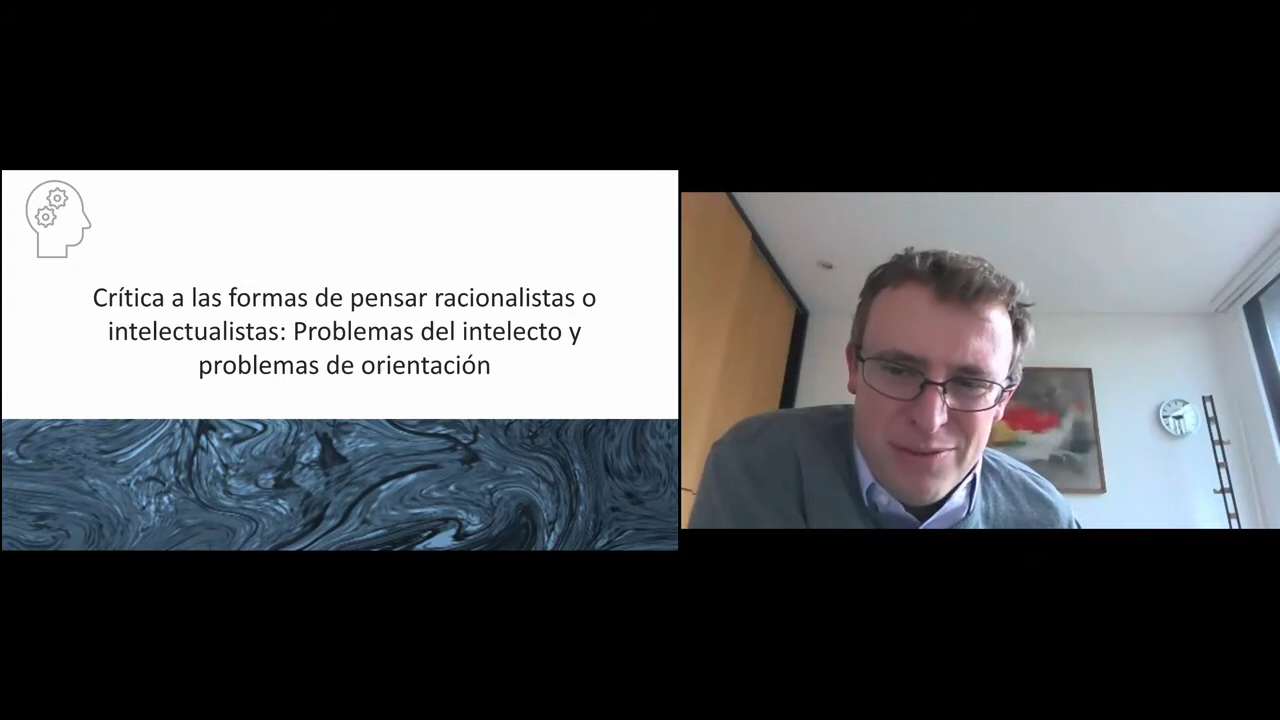 Crítica a las formas de pensar racionalistas o
intelectualistas: Problemas del intelecto y
problemas de orientación